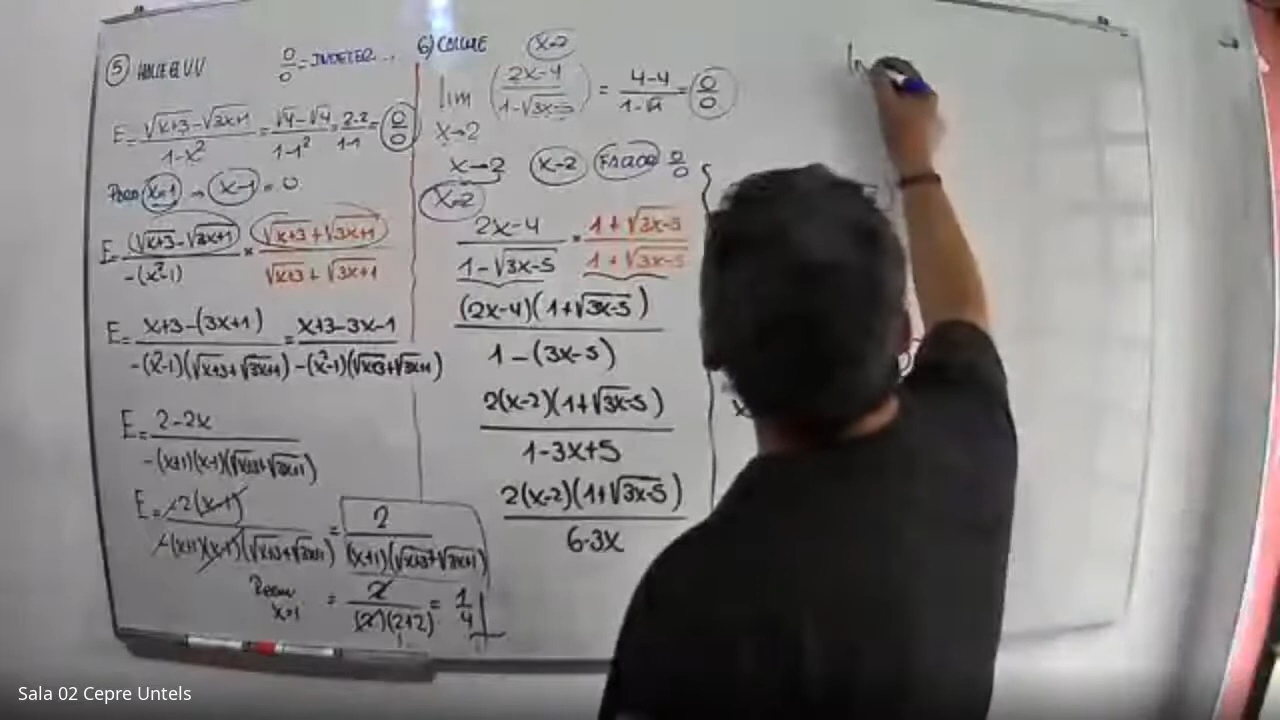 5 HALLE EL V.V
0/0 = INDETER...
E = (√x+3 - √3x+1)/(1-x²) = (√4 - √4)/(1-1²) = (2-2)/(1-1) = 0/0
PARA x=1 → x-1 = 0
E = (√x+3 - √3x+1)/(-(x²-1)) × (√x+3 + √3x+1)/(√x+3 + √3x+1)
E = (x+3-(3x+1))/(-(x²-1)(√x+3+√3x+1)) = (x+3-3x-1)/(-(x²-1)(√x+3+√3x+1))
E = (2-2x)/(-(x+1)(x-1)(√x+3+√3x+1))
E = (-2(x-1))/(-(x+1)(x-1)(√x+3+√3x+1)) = 2/((x+1)(√x+3+√3x+1))
x=1
= 2/((2)(2+2)) = 1/4
6) CALCULE
x=2
lim x→2 ((2x-4)/(1-√3x-5)) = (4-4)/(1-√1) = 0/0
x→2 x-2 0/0
x=2
(2x-4)/(1-√3x-5) · (1+√3x-5)/(1+√3x-5)
((2x-4)(1+√3x-5))/(1-(3x-5))
(2(x-2)(1+√3x-5))/(1-3x+5)
(2(x-2)(1+√3x-5))/(6-3x)
Sala 02 Cepre Untels